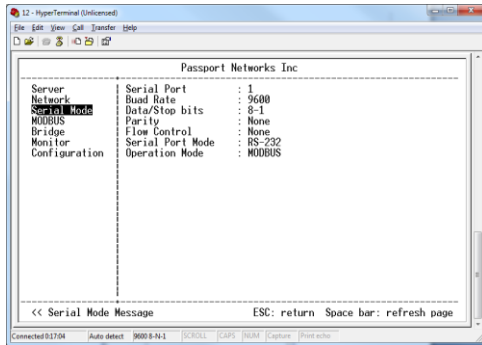 12 - HyperTerminal (Unlicensed)
File Edit View Call Transfer Help
Passport Networks Inc
Server Serial Port : 1
Network Buad Rate : 9600
Serial Mode Data/Stop bits : 8-1
MODBUS Parity : None
Bridge Flow Control : None
Monitor Serial Port Mode : RS-232
Configuration Operation Mode : MODBUS
<< Serial Mode Message ESC: return Space bar: refresh page
Connected 0:17:04 Auto detect 9600 8-N-1 SCROLL CAPS NUM Capture Print echo